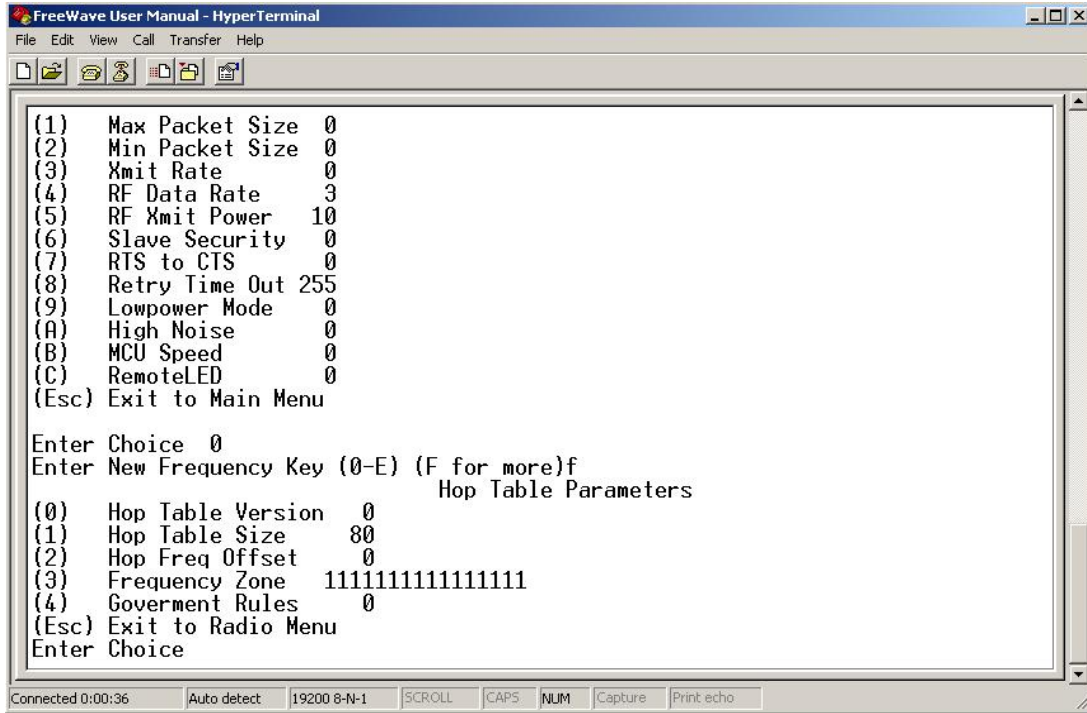 FreeWave User Manual - HyperTerminal
File Edit View Call Transfer Help
(1) Max Packet Size 0
(2) Min Packet Size 0
(3) Xmit Rate 0
(4) RF Data Rate 3
(5) RF Xmit Power 10
(6) Slave Security 0
(7) RTS to CTS 0
(8) Retry Time Out 255
(9) Lowpower Mode 0
(A) High Noise 0
(B) MCU Speed 0
(C) RemoteLED 0
(Esc) Exit to Main Menu
Enter Choice 0
Enter New Frequency Key (0-E) (F for more)f
Hop Table Parameters
(0) Hop Table Version 0
(1) Hop Table Size 80
(2) Hop Freq Offset 0
(3) Frequency Zone 1111111111111111
(4) Goverment Rules 0
(Esc) Exit to Radio Menu
Enter Choice
Connected 0:00:36 Auto detect 19200 8-N-1 SCROLL CAPS NUM Capture Print echo